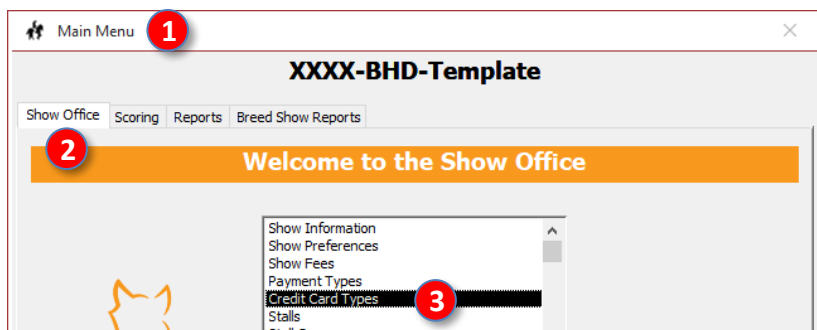 Main Menu 1
XXXX-BHD-Template
Show Office Scoring Reports Breed Show Reports
2
Welcome to the Show Office
Show Information
Show Preferences
Show Fees
Payment Types
Credit Card Types 3
Stalls